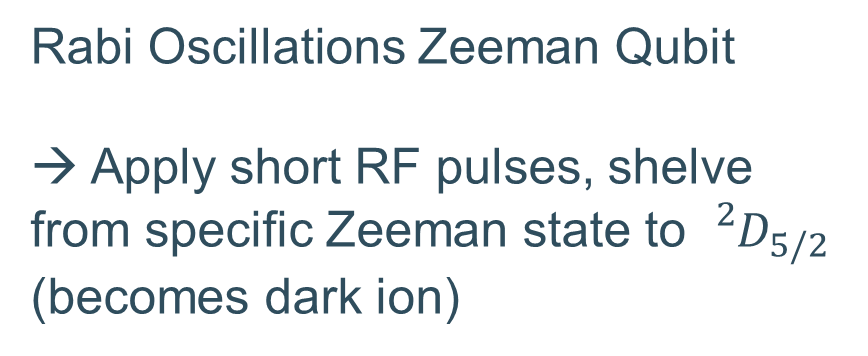 Rabi Oscillations Zeeman Qubit
→ Apply short RF pulses, shelve
from specific Zeeman state to ²D₅/₂
(becomes dark ion)